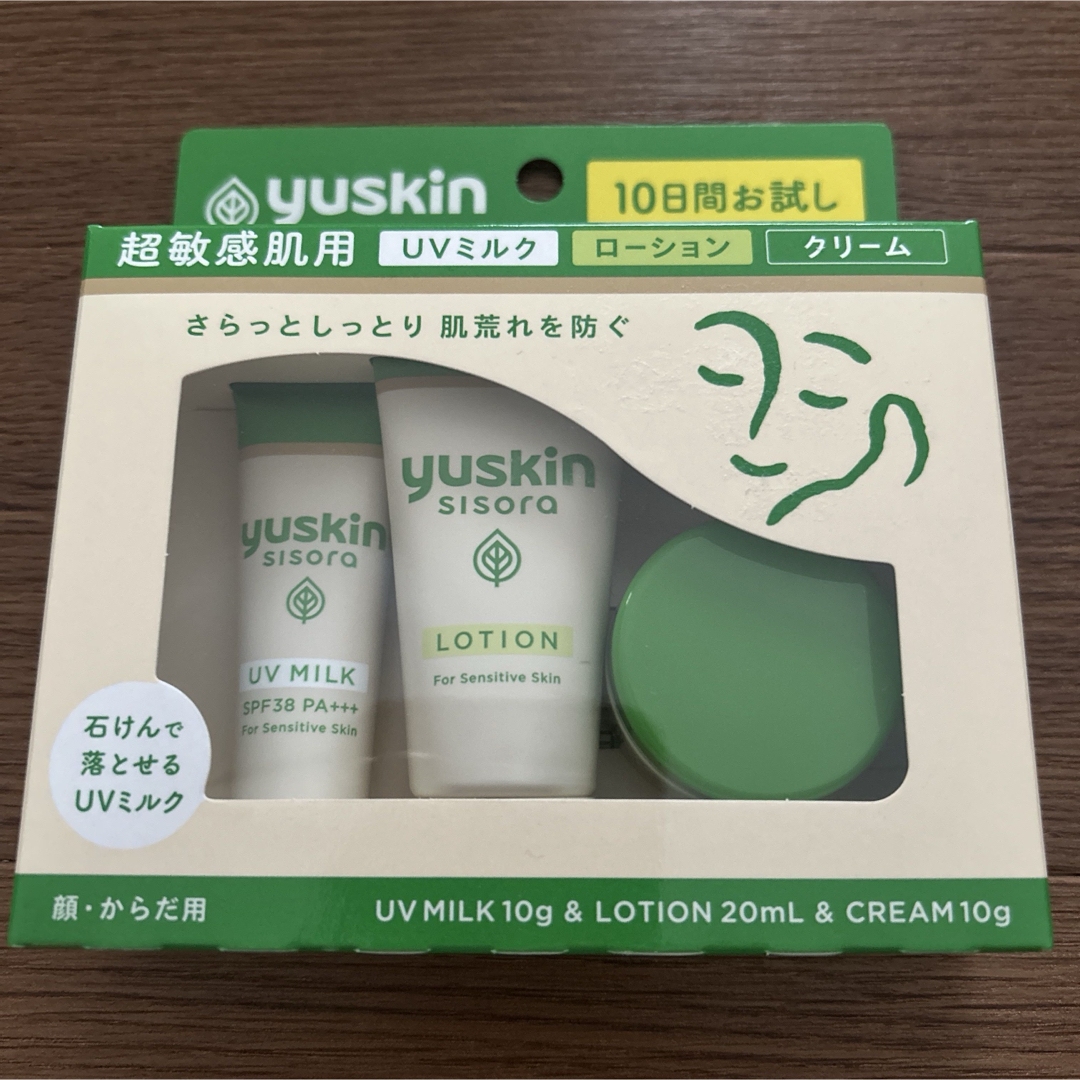 yuskin
10日間お試し
超敏感肌用 UVミルク ローション クリーム
さらっとしっとり 肌荒れを防ぐ
yuskin
sisora
UV MILK
SPF38 PA+++
For Sensitive Skin
yuskin
sisora
LOTION
For Sensitive Skin
石けんで
落とせる
UVミルク
顔・からだ用
UV MILK 10g & LOTION 20mL & CREAM 10g